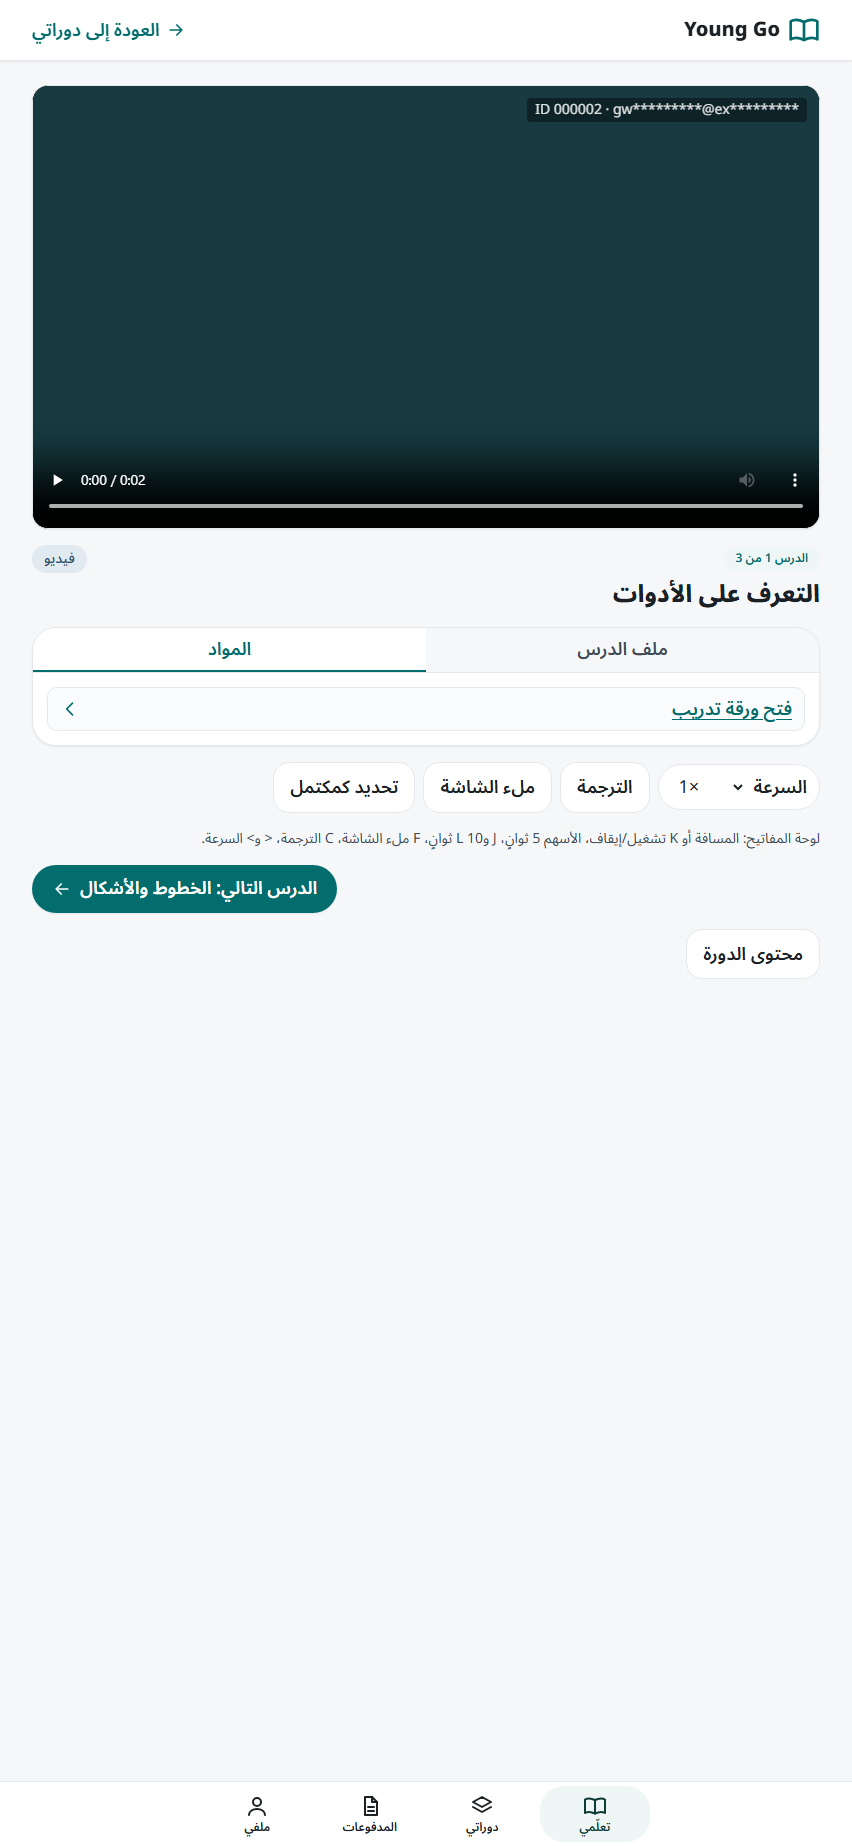 Young Go
العودة إلى دوراتي
ID 000002 · gw*********@ex*********
0:00 / 0:02
الدرس 1 من 3
فيديو
التعرف على الأدوات
ملف الدرس
المواد
فتح ورقة تدريب
السرعة
1×
الترجمة
ملء الشاشة
تحديد كمكتمل
لوحة المفاتيح: المسافة أو K تشغيل/إيقاف، الأسهم 5 ثوانٍ، J وL 10 ثوانٍ، F ملء الشاشة، C الترجمة، < و> السرعة.
الدرس التالي: الخطوط والأشكال
محتوى الدورة
تعلّمي
دوراتي
المدفوعات
ملفي